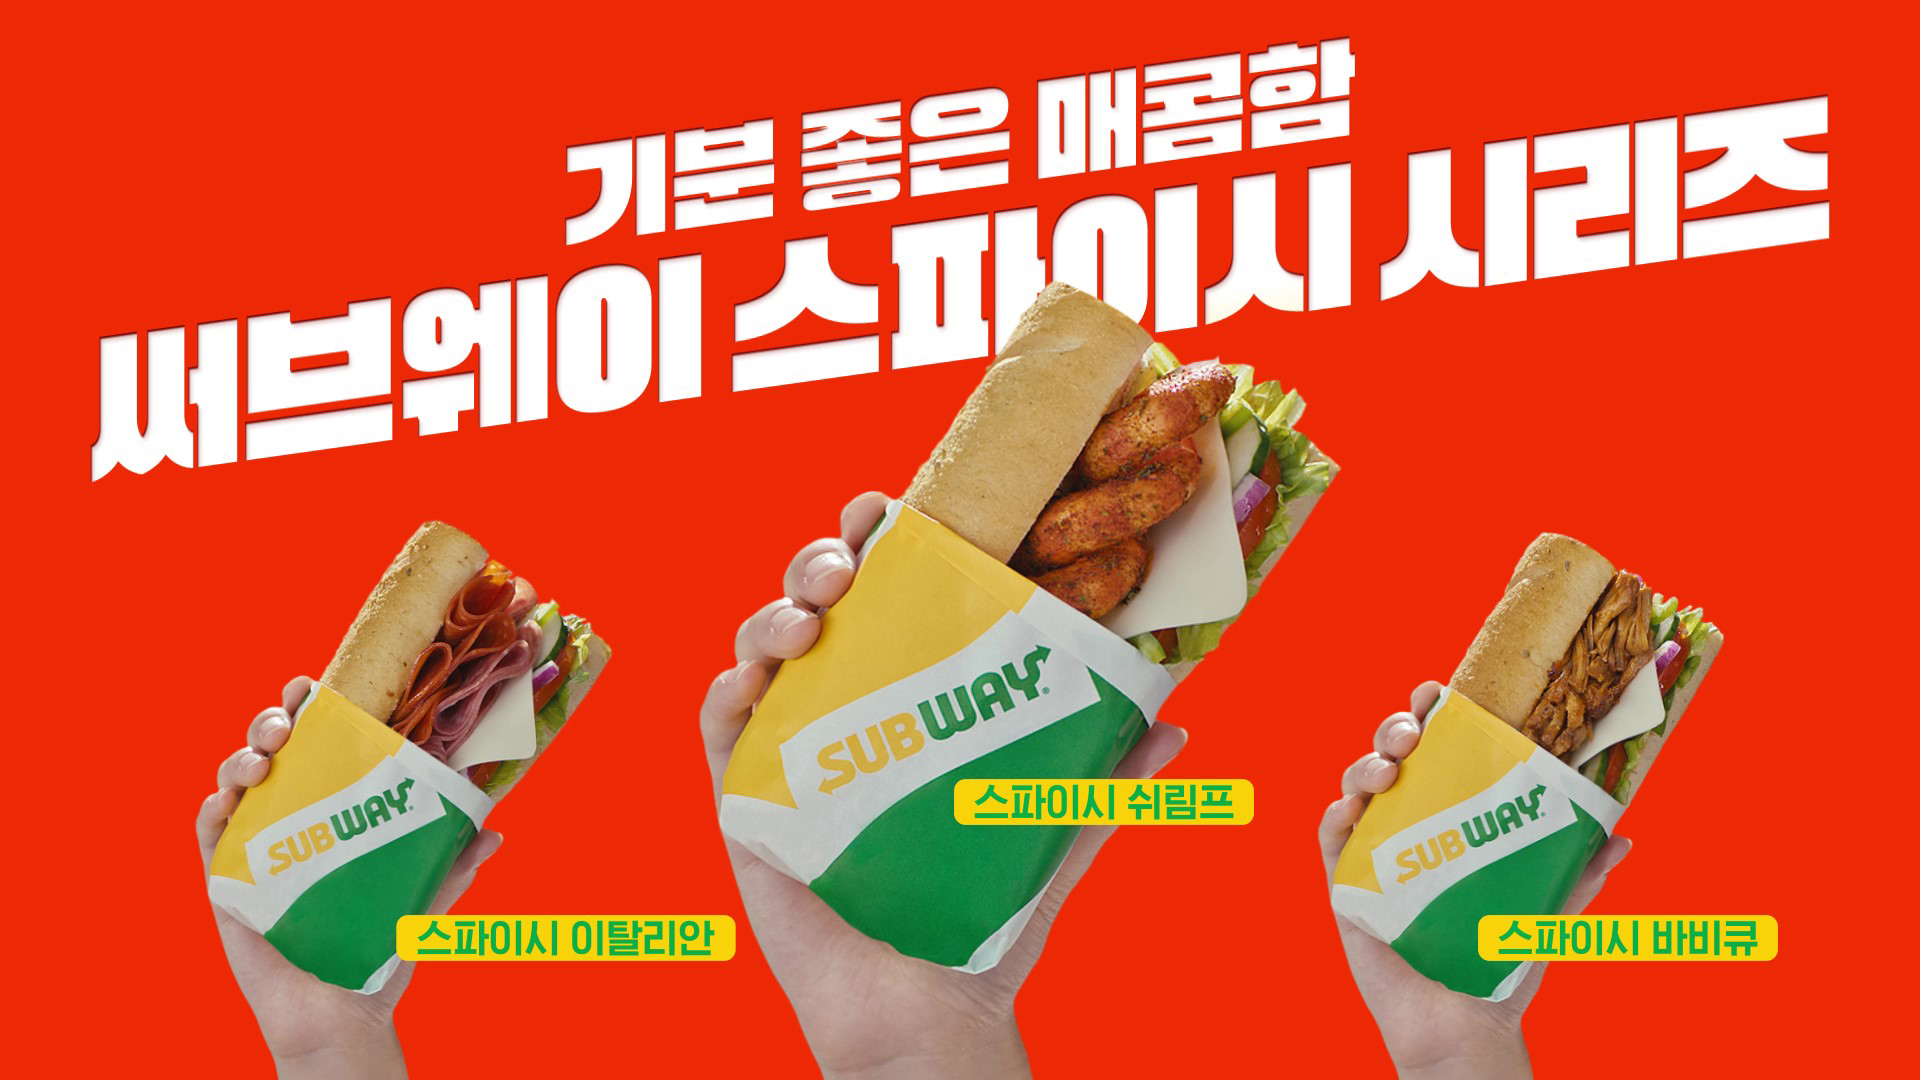 기분 좋은 매콤함
써브웨이 스파이시 시리즈
SUBWAY®
스파이시 쉬림프
SUBWAY®
스파이시 이탈리안
SUBWAY®
스파이시 바비큐